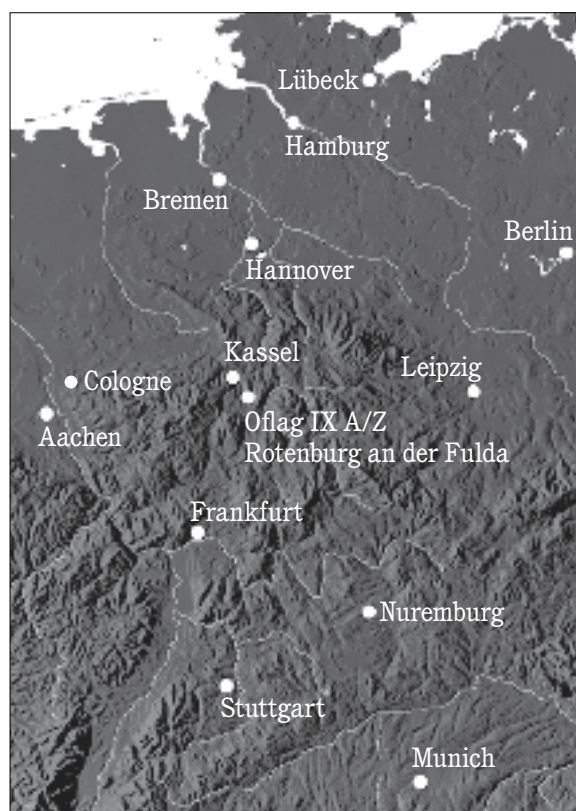 Lübeck
Hamburg
Bremen
Berlin
Hannover
Kassel
Leipzig
Cologne
Oflag IX A/Z
Aachen
Rotenburg an der Fulda
Frankfurt
Nuremburg
Stuttgart
Munich